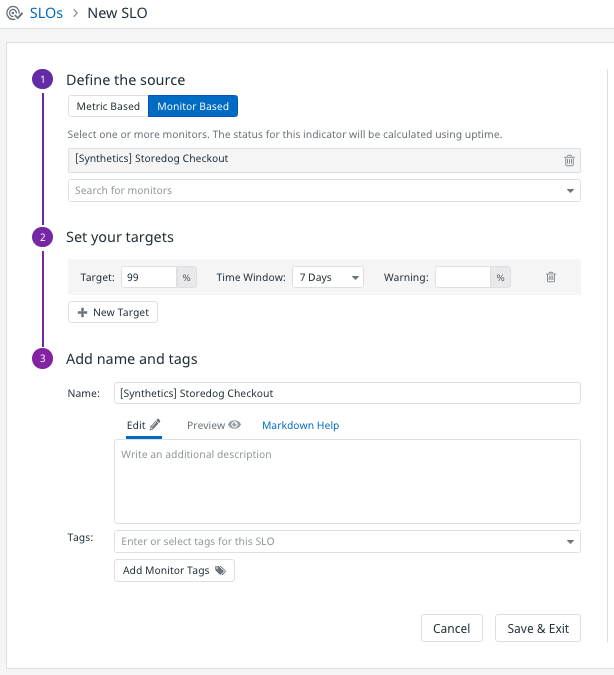 SLOs > New SLO
1 Define the source
Metric Based Monitor Based
Select one or more monitors. The status for this indicator will be calculated using uptime.
[Synthetics] Storedog Checkout
Search for monitors
2 Set your targets
Target: 99 % Time Window: 7 Days Warning: %
+ New Target
3 Add name and tags
Name: [Synthetics] Storedog Checkout
Edit Preview Markdown Help
Write an additional description
Tags: Enter or select tags for this SLO
Add Monitor Tags
Cancel Save & Exit